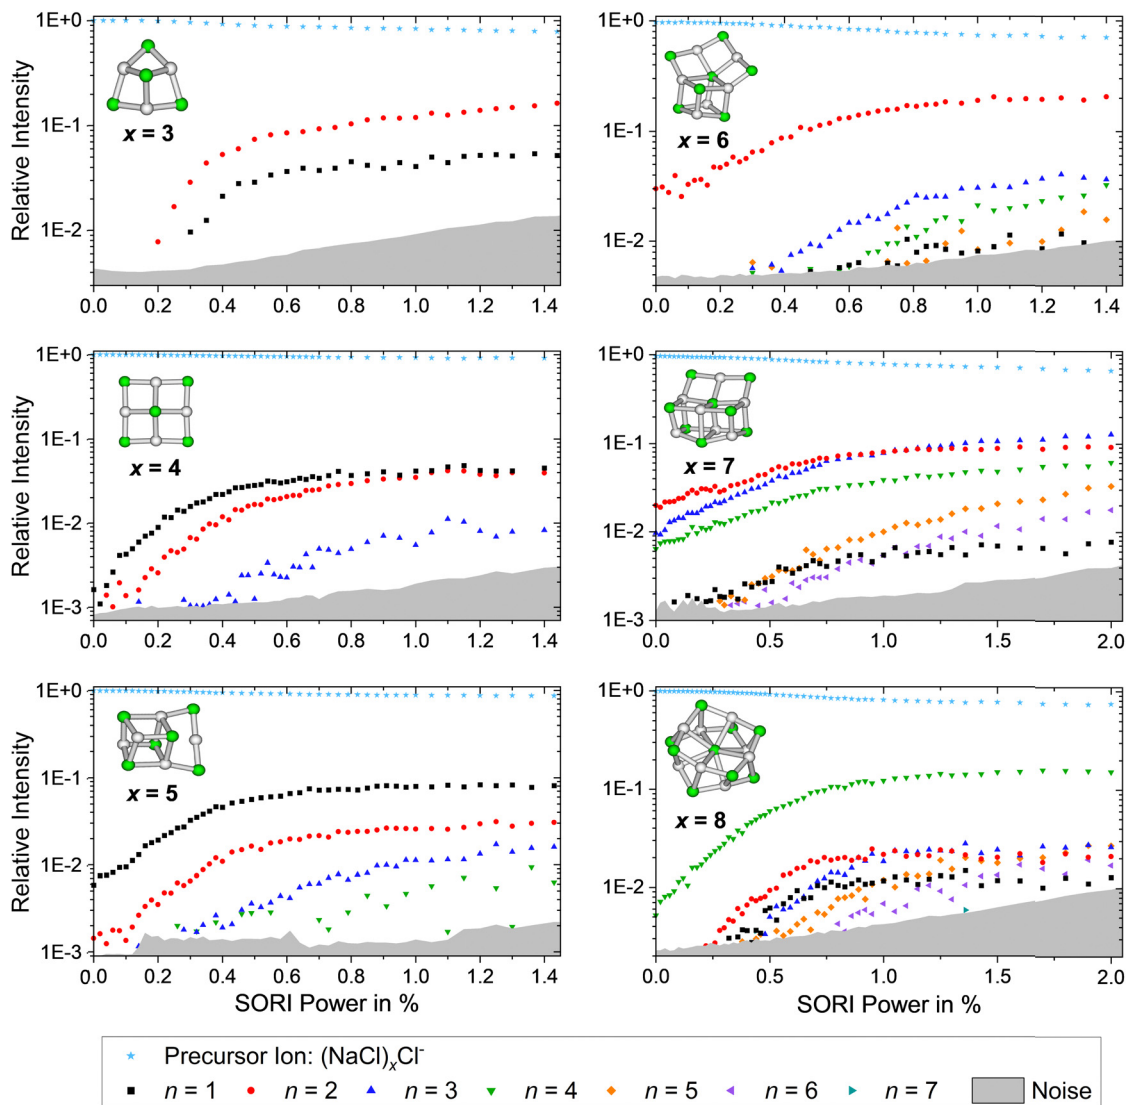 1E+0
1E-1
1E-2
Relative Intensity
x = 3
0.0 0.2 0.4 0.6 0.8 1.0 1.2 1.4
1E+0
1E-1
1E-2
x = 6
0.0 0.2 0.4 0.6 0.8 1.0 1.2 1.4
1E+0
1E-1
1E-2
1E-3
Relative Intensity
x = 4
0.0 0.2 0.4 0.6 0.8 1.0 1.2 1.4
1E+0
1E-1
1E-2
1E-3
x = 7
0.0 0.5 1.0 1.5 2.0
1E+0
1E-1
1E-2
1E-3
Relative Intensity
x = 5
0.0 0.2 0.4 0.6 0.8 1.0 1.2 1.4
SORI Power in %
1E+0
1E-1
1E-2
x = 8
0.0 0.5 1.0 1.5 2.0
SORI Power in %
Precursor Ion: (NaCl)ₓCl⁻
n = 1 n = 2 n = 3 n = 4 n = 5 n = 6 n = 7 Noise